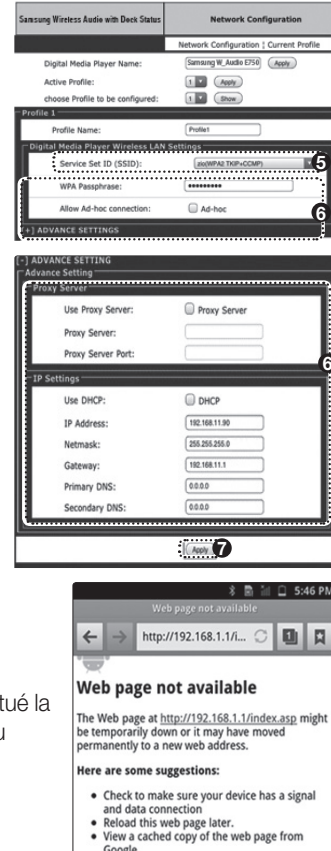 Samsung Wireless Audio with Dock Status
Network Configuration
Network Configuration ¦ Current Profile
Digital Media Player Name: Samsung W_Audio E750 Apply
Active Profile: 1 Apply
choose Profile to be configured: 1 Show
Profile 1
Profile Name: Profile1
Digital Media Player Wireless LAN Settings
Service Set ID (SSID): zio(WPA2 TKIP+CCMP) 5
WPA Passphrase: •••••••••
Allow Ad-hoc connection: Ad-hoc 6
[+] ADVANCE SETTINGS
[-] ADVANCE SETTING
Advance Setting
Proxy Server
Use Proxy Server: Proxy Server
Proxy Server:
Proxy Server Port: 6
IP Settings
Use DHCP: DHCP
IP Address: 192.168.11.90
Netmask: 255.255.255.0
Gateway: 192.168.11.1
Primary DNS: 0.0.0.0
Secondary DNS: 0.0.0.0
Apply 7
5:46 PM
Web page not available
http://192.168.1.1/i... 1
Web page not available
The Web page at http://192.168.1.1/index.asp might
be temporarily down or it may have moved
permanently to a new web address.
Here are some suggestions:
• Check to make sure your device has a signal
and data connection
• Reload this web page later.
• View a cached copy of the web page from
Google
tué la
u